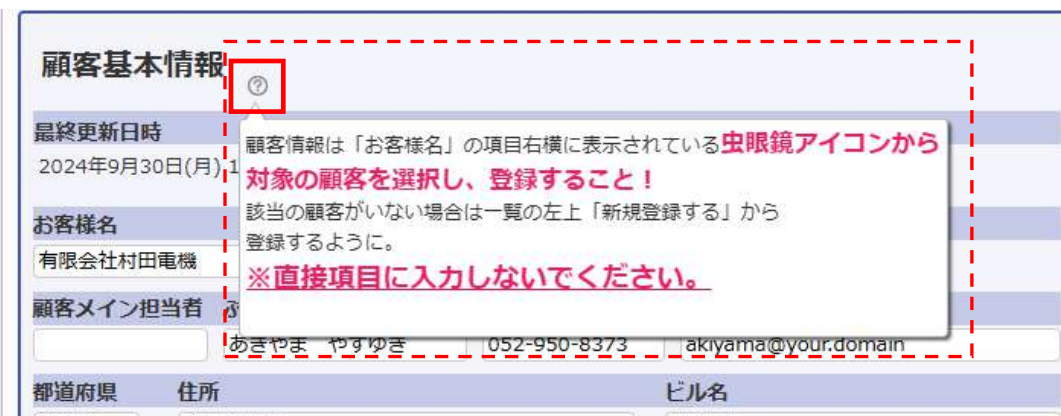 顧客基本情報
最終更新日時
2024年9月30日(月) 1
顧客情報は「お客様名」の項目右横に表示されている虫眼鏡アイコンから
対象の顧客を選択し、登録すること！
該当の顧客がいない場合は一覧の左上「新規登録する」から
登録するように。
※直接項目に入力しないでください。
お客様名
有限会社村田電機
顧客メイン担当者
あきやま　やすゆき 052-950-8373 akiyama@your.domain
都道府県 住所 ビル名